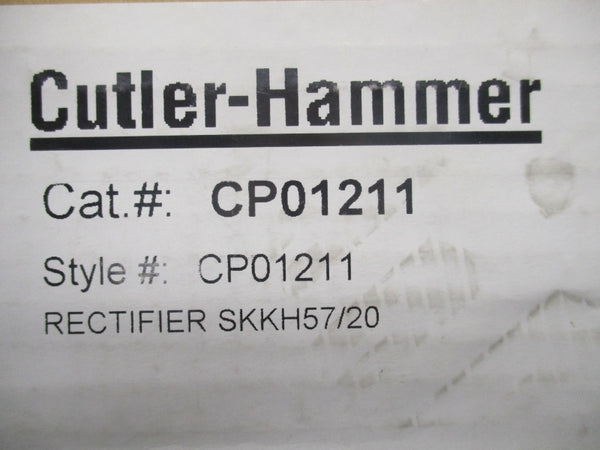 Cutler-Hammer
Cat.#: CP01211
Style #: CP01211
RECTIFIER SKKH57/20